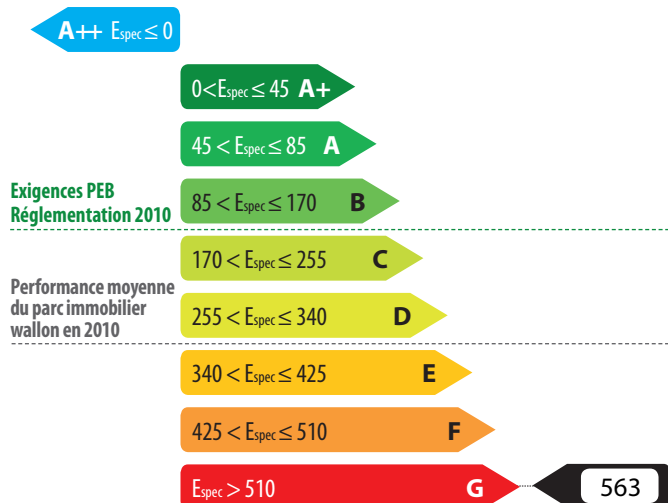 A++ Espec ≤ 0
0<Espec ≤ 45 A+
45 < Espec ≤ 85 A
Exigences PEB
Réglementation 2010
85 < Espec ≤ 170 B
170 < Espec ≤ 255 C
Performance moyenne
du parc immobilier
wallon en 2010
255 < Espec ≤ 340 D
340 < Espec ≤ 425 E
425 < Espec ≤ 510 F
Espec > 510 G 563